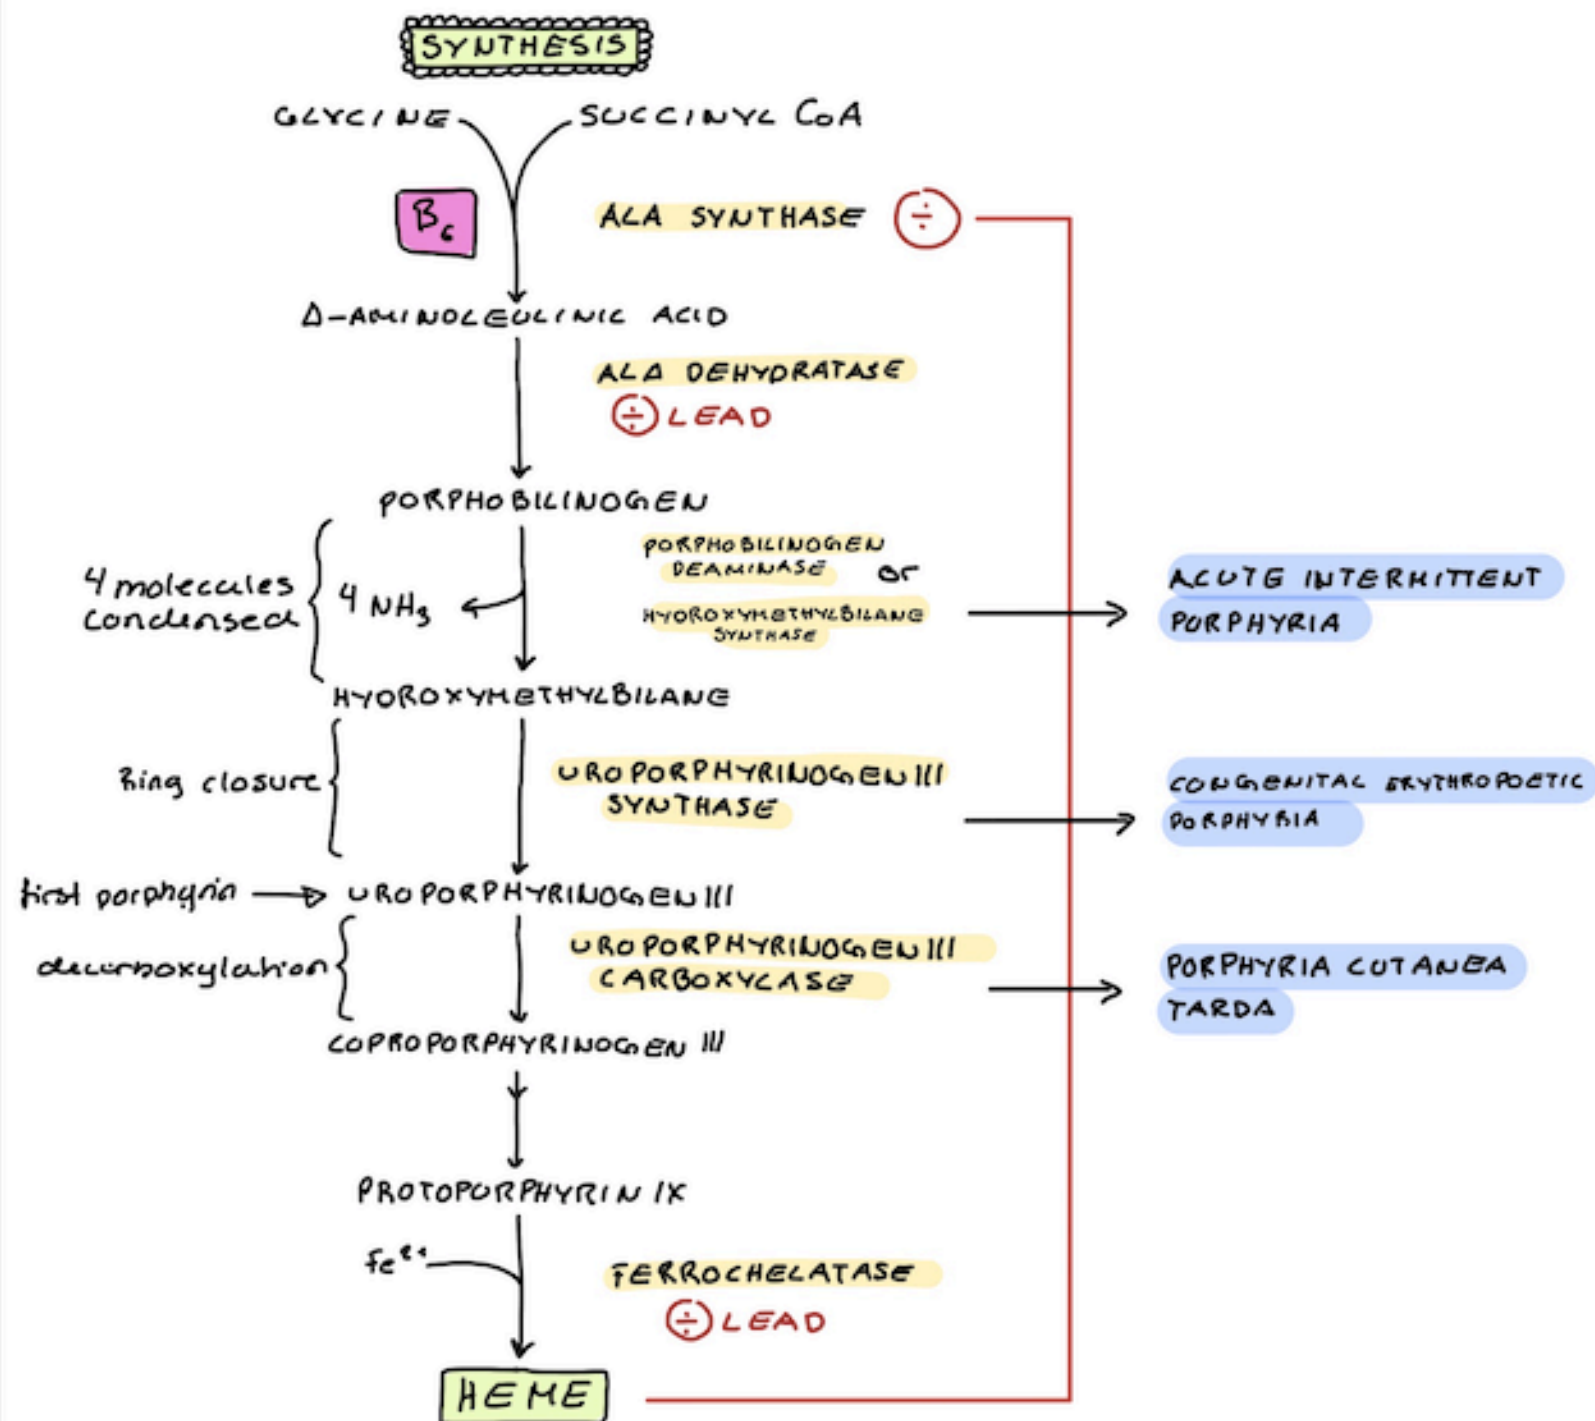 SYNTHESIS
GLYCINE SUCCINYL CoA
B6
ALA SYNTHASE ÷
Δ-AMINOLEULINIC ACID
ALA DEHYDRATASE
÷ LEAD
PORPHOBILINOGEN
4 molecules
condensed
4 NH3
PORPHOBILINOGEN
DEAMINASE or
HYDROXYMETHYLBILANE
SYNTHASE
ACUTE INTERMITTENT
PORPHYRIA
HYDROXYMETHYLBILANE
Ring closure
UROPORPHYRINOGEN III
SYNTHASE
CONGENITAL ERYTHROPOETIC
PORPHYRIA
first porphyrin → UROPORPHYRINOGEN III
decarboxylation
UROPORPHYRINOGEN III
CARBOXYLASE
PORPHYRIA CUTANEA
TARDA
COPROPORPHYRINOGEN III
PROTOPORPHYRIN IX
Fe2+
FERROCHELATASE
÷ LEAD
HEME